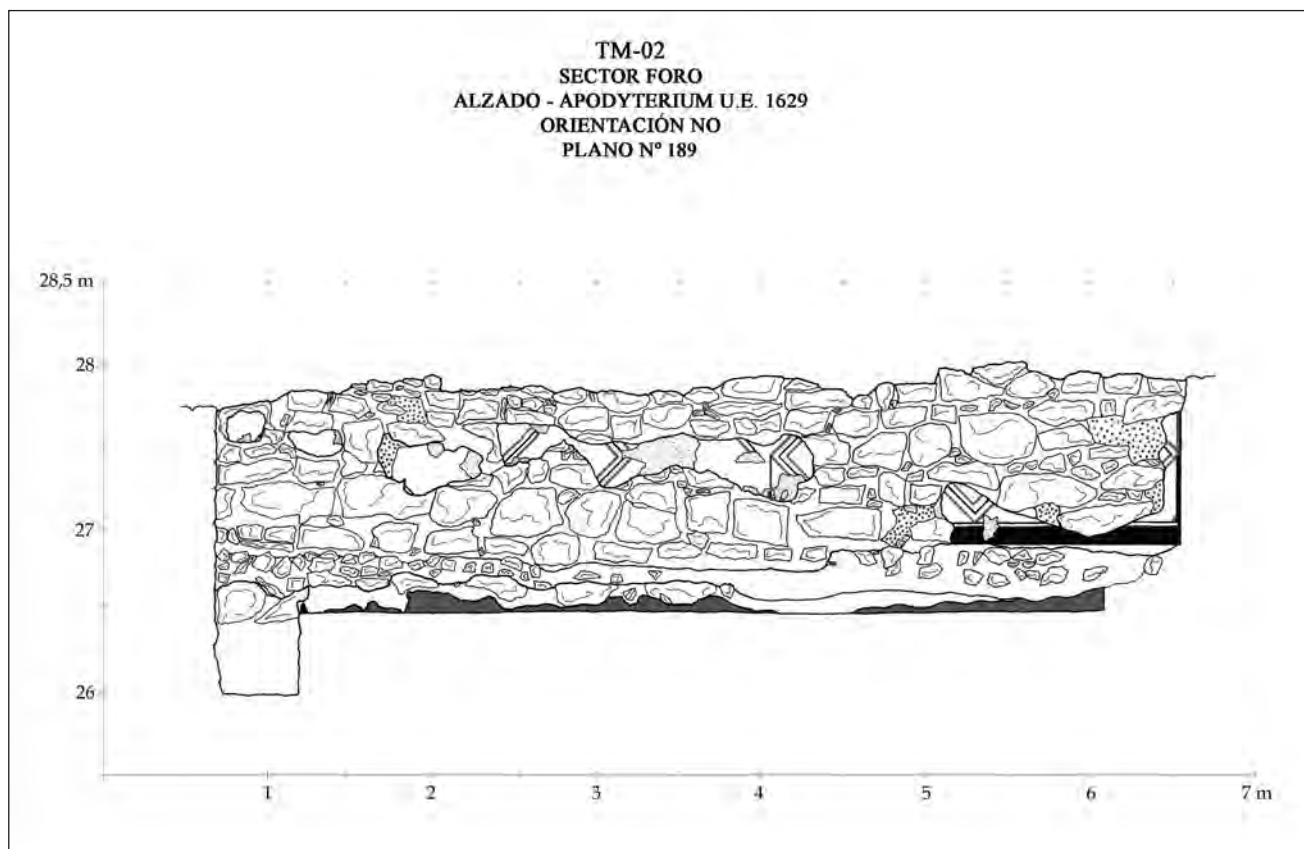 TM-02
SECTOR FORO
ALZADO - APODYTERIUM U.E. 1629
ORIENTACIÓN NO
PLANO Nº 189
28,5 m
28
27
26
1 2 3 4 5 6 7 m